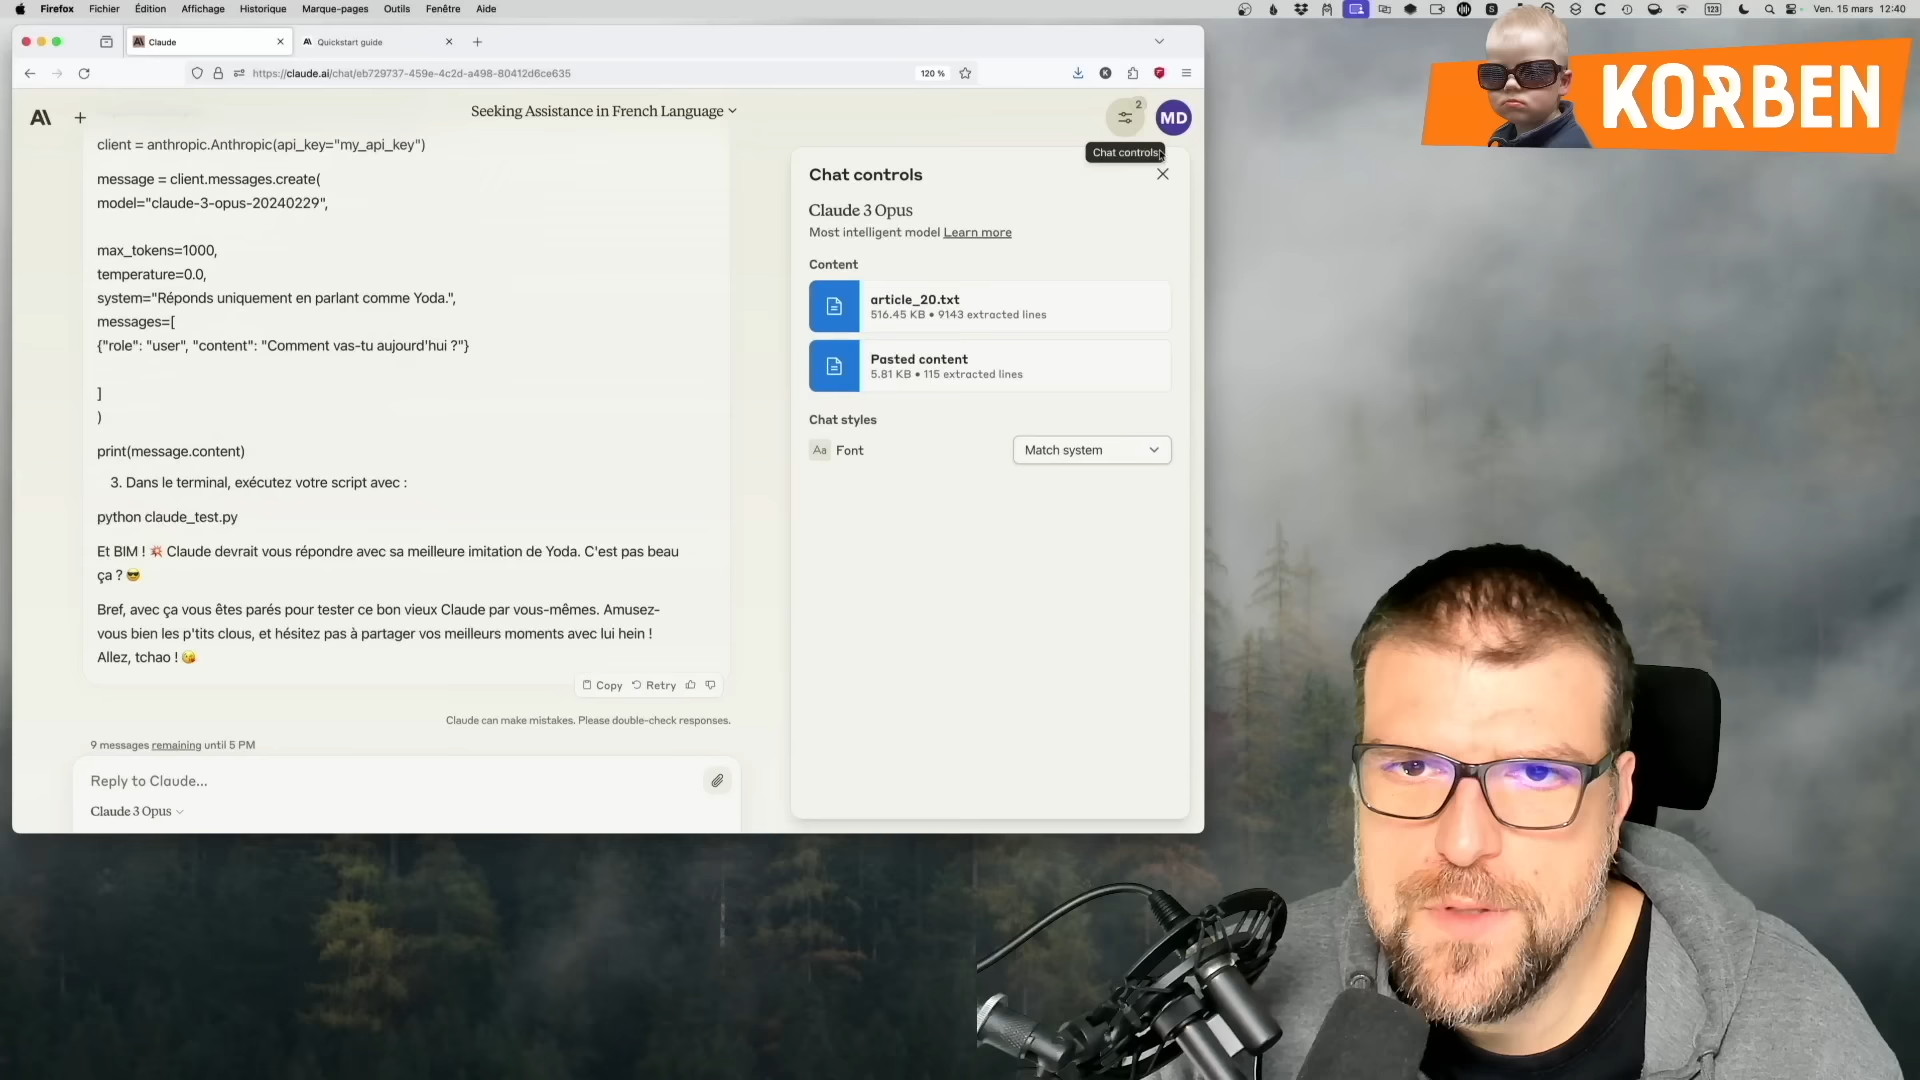 Firefox Fichier Édition Affichage Historique Marque-pages Outils Fenêtre Aide
123 Ven. 15 mars 12:40
Claude
Quickstart guide
https://claude.ai/chat/eb729737-459e-4c2d-a498-80412d6ce635
120 %
KORBEN
Seeking Assistance in French Language
2
MD
Chat controls
client = anthropic.Anthropic(api_key="my_api_key")
message = client.messages.create(
model="claude-3-opus-20240229",
max_tokens=1000,
temperature=0.0,
system="Réponds uniquement en parlant comme Yoda.",
messages=[
{"role": "user", "content": "Comment vas-tu aujourd'hui ?"}
]
)
print(message.content)
3. Dans le terminal, exécutez votre script avec :
python claude_test.py
Et BIM ! 💥 Claude devrait vous répondre avec sa meilleure imitation de Yoda. C'est pas beau
ça ? 😎
Bref, avec ça vous êtes parés pour tester ce bon vieux Claude par vous-mêmes. Amusez-
vous bien les p'tits clous, et hésitez pas à partager vos meilleurs moments avec lui hein !
Allez, tchao ! 😘
Copy Retry
Claude can make mistakes. Please double-check responses.
9 messages remaining until 5 PM
Reply to Claude...
Claude 3 Opus
Chat controls
Claude 3 Opus
Most intelligent model Learn more
Content
article_20.txt
516.45 KB • 9143 extracted lines
Pasted content
5.81 KB • 115 extracted lines
Chat styles
Aa Font
Match system